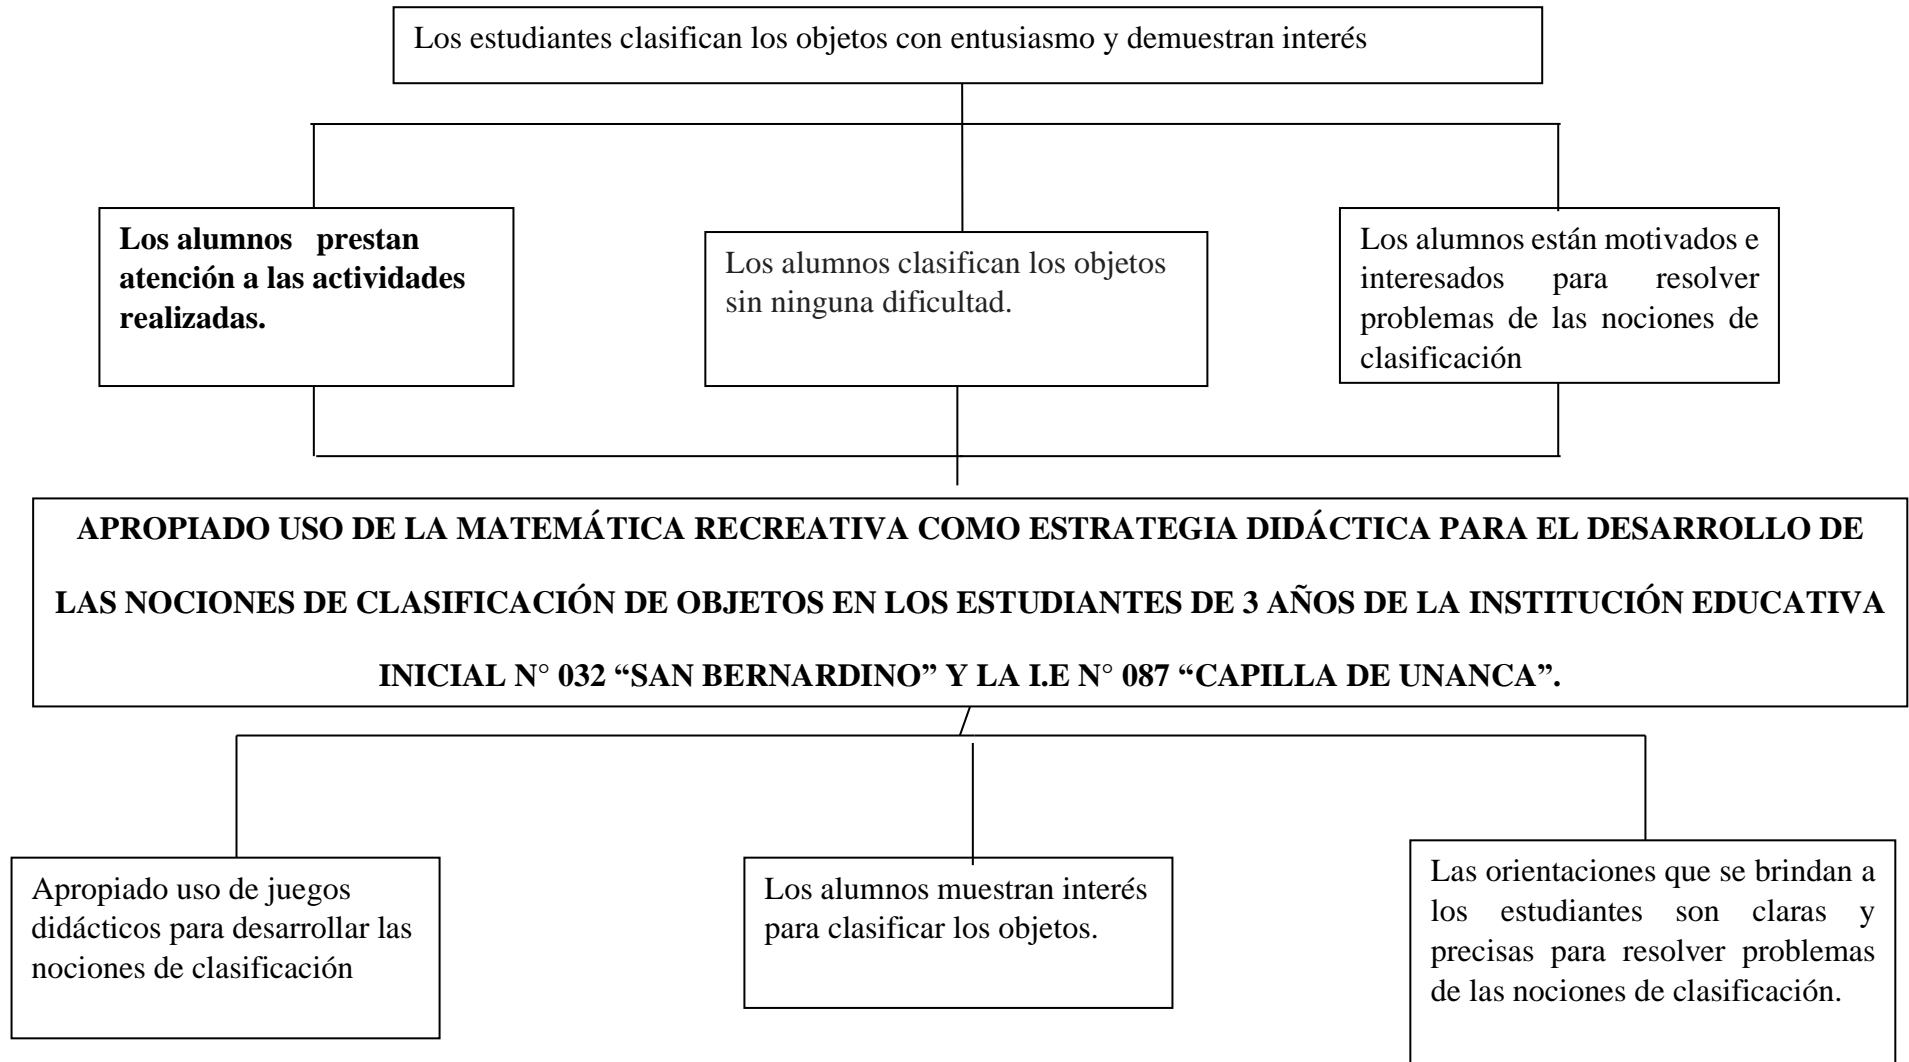 Los estudiantes clasifican los objetos con entusiasmo y demuestran interés
Los alumnos prestan
atención a las actividades
realizadas.
Los alumnos clasifican los objetos
sin ninguna dificultad.
Los alumnos están motivados e
interesados para resolver
problemas de las nociones de
clasificación
APROPIADO USO DE LA MATEMÁTICA RECREATIVA COMO ESTRATEGIA DIDÁCTICA PARA EL DESARROLLO DE
LAS NOCIONES DE CLASIFICACIÓN DE OBJETOS EN LOS ESTUDIANTES DE 3 AÑOS DE LA INSTITUCIÓN EDUCATIVA
INICIAL N° 032 “SAN BERNARDINO” Y LA I.E N° 087 “CAPILLA DE UNANCA”.
Apropiado uso de juegos
didácticos para desarrollar las
nociones de clasificación
Los alumnos muestran interés
para clasificar los objetos.
Las orientaciones que se brindan a
los estudiantes son claras y
precisas para resolver problemas
de las nociones de clasificación.